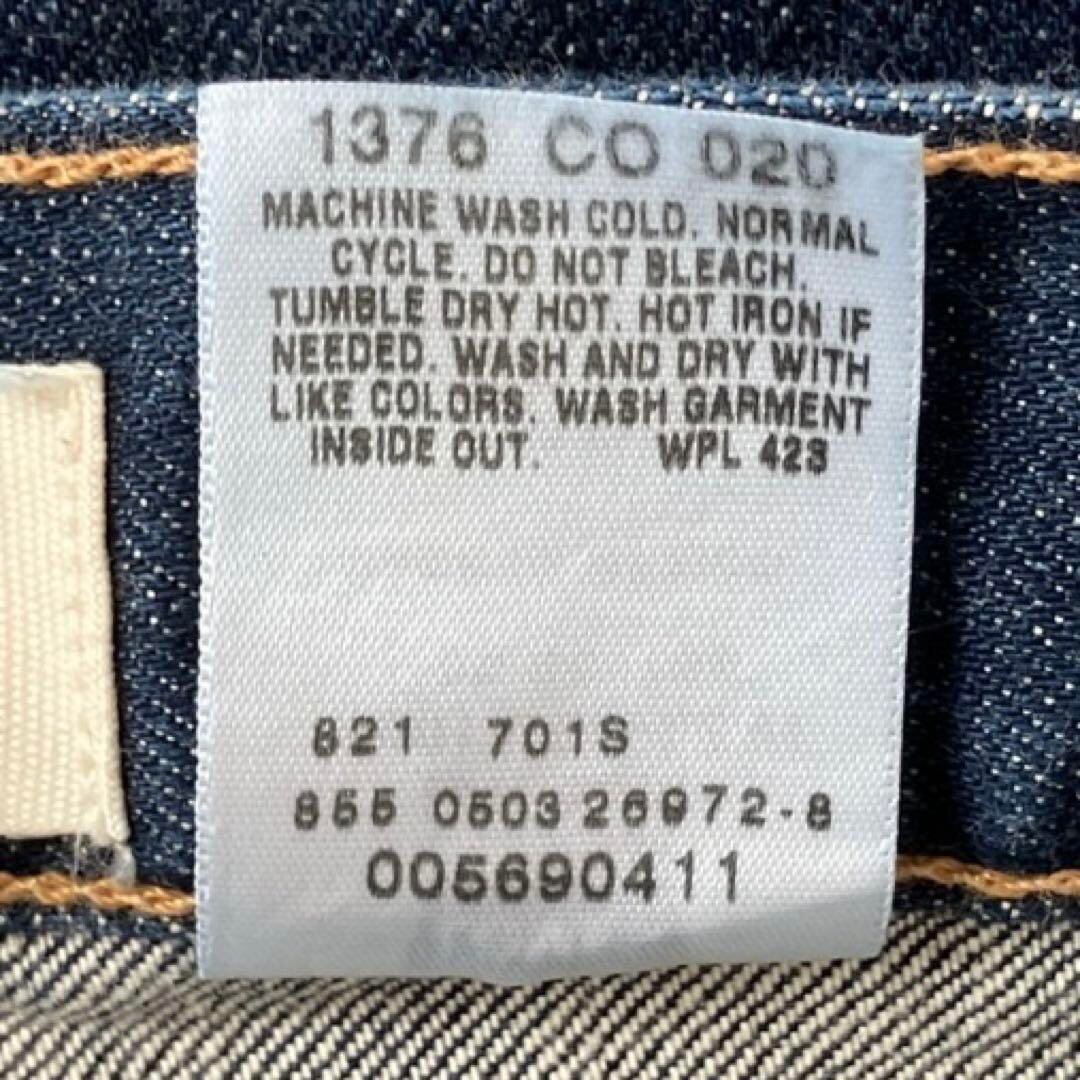 1376 CO 020
MACHINE WASH COLD. NORMAL
CYCLE. DO NOT BLEACH.
TUMBLE DRY HOT. HOT IRON IF
NEEDED. WASH AND DRY WITH
LIKE COLORS. WASH GARMENT
INSIDE OUT. WPL 423
821 701S
855 0503 26972-8
005690411